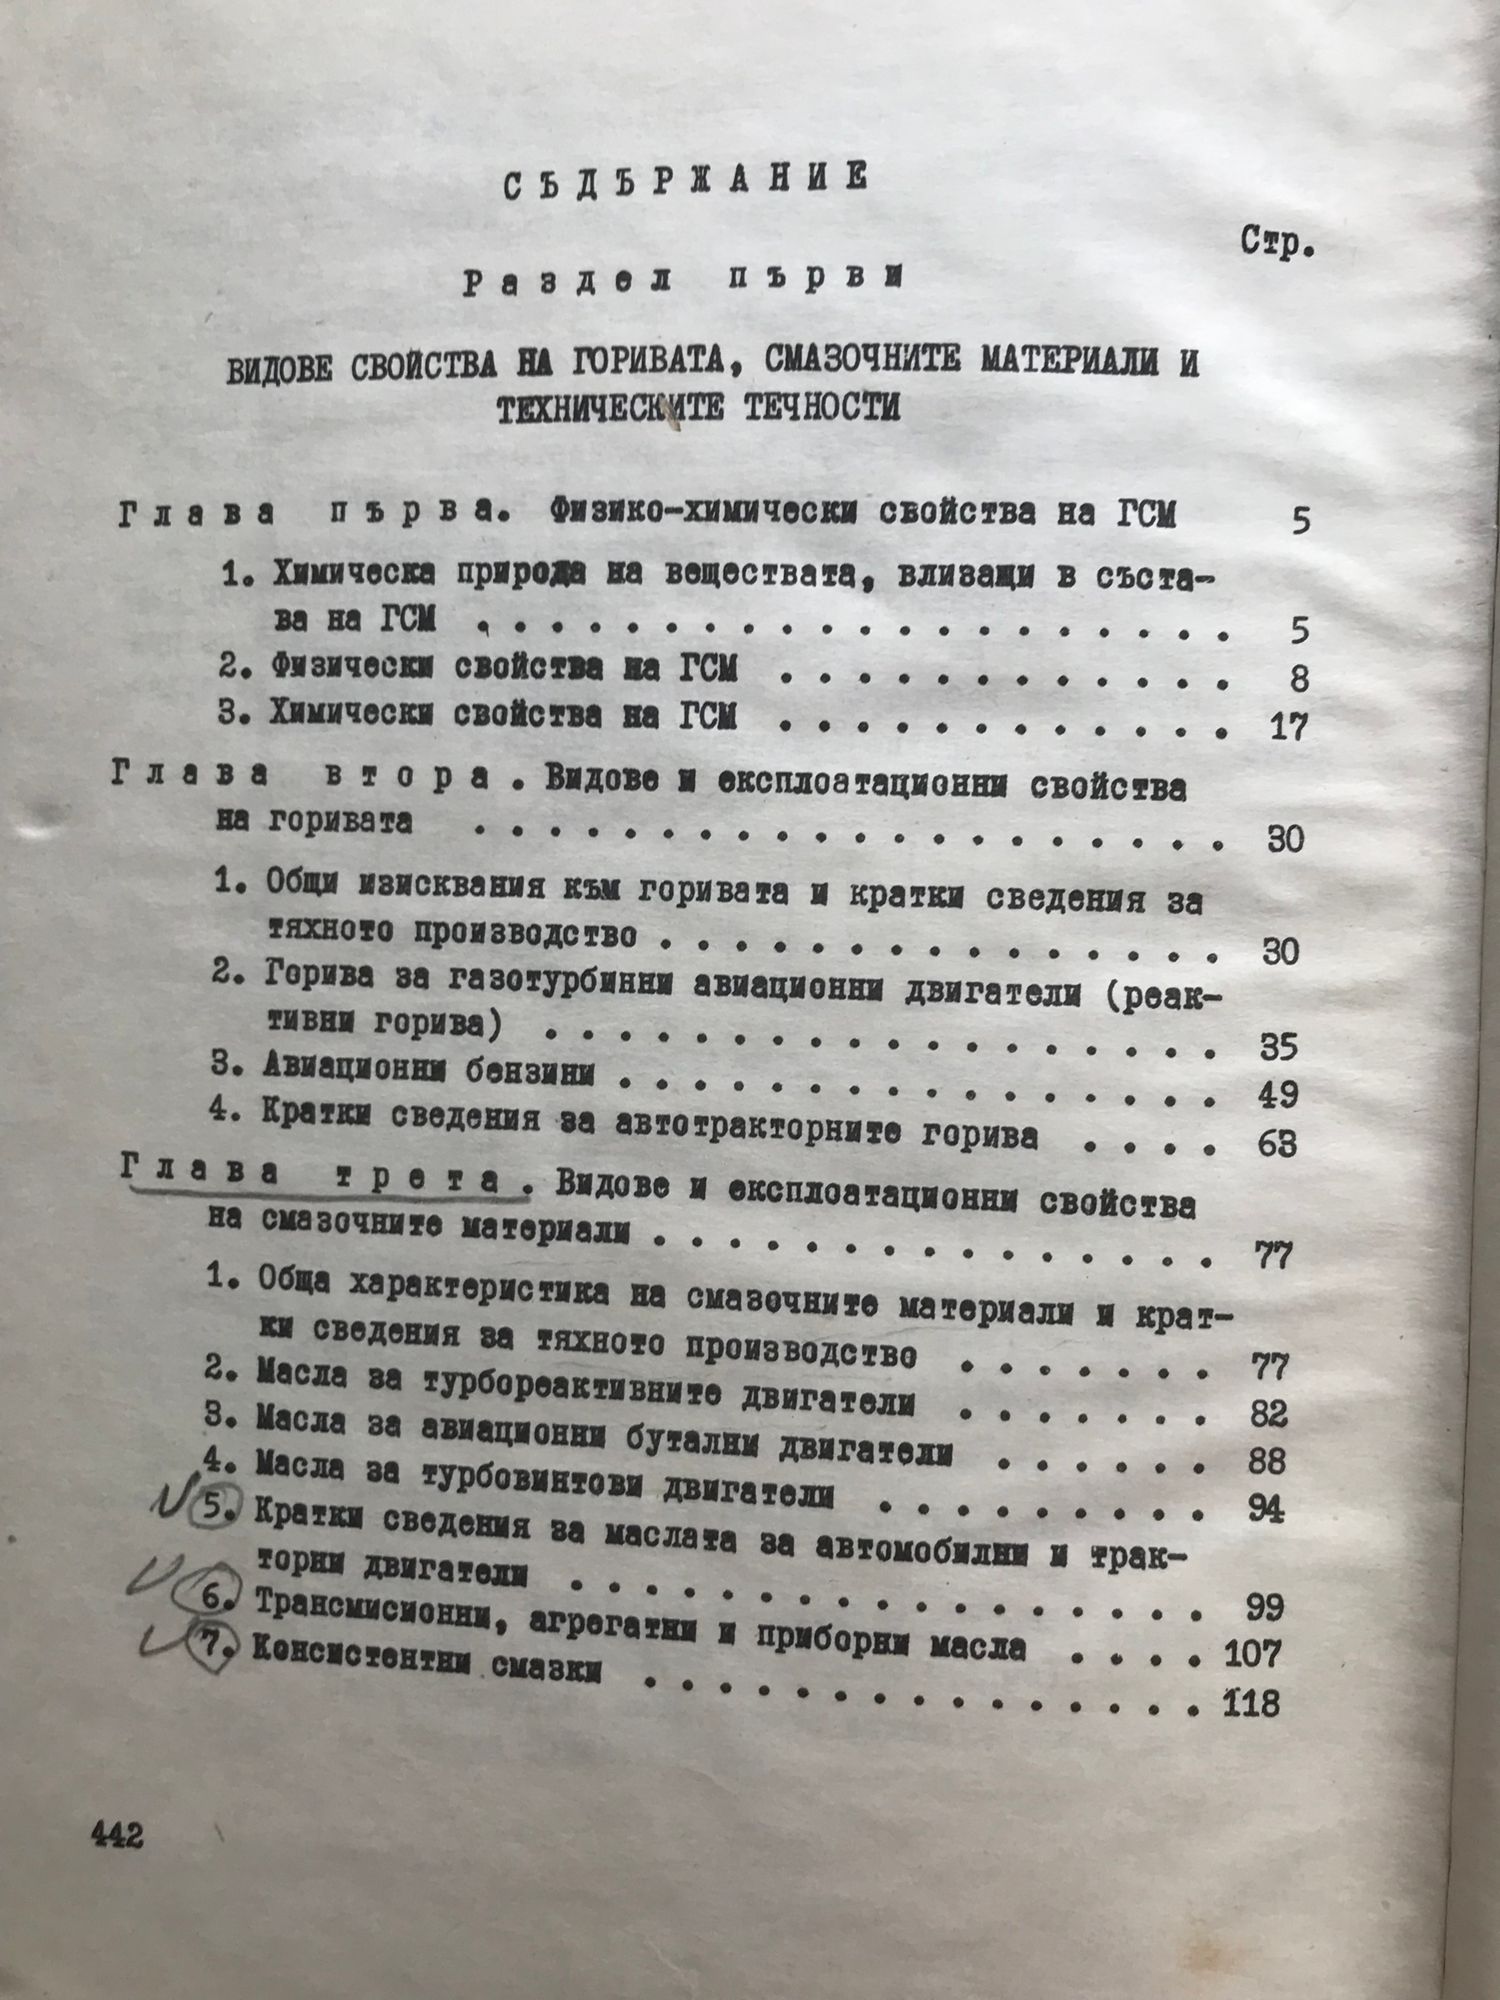 СЪДЪРЖАНИЕ
Стр.
Раздел първи
ВИДОВЕ СВОЙСТВА НА ГОРИВАТА, СМАЗОЧНИТЕ МАТЕРИАЛИ И
ТЕХНИЧЕСКИТЕ ТЕЧНОСТИ
Глава първа. Физико-химически свойства на ГСМ 5
1. Химическа природа на веществата, влизащи в съста-
ва на ГСМ . . . . . . . . . . . . . . . . . . . . 5
2. Физически свойства на ГСМ . . . . . . . . . . . . 8
3. Химически свойства на ГСМ . . . . . . . . . . . . 17
Глава втора. Видове и експлоатационни свойства
на горивата . . . . . . . . . . . . . . . . . . . . 30
1. Общи изисквания към горивата и кратки сведения за
тяхното производство . . . . . . . . . . . . . . . 30
2. Горива за газотурбинни авиационни двигатели (реак-
тивни горива) . . . . . . . . . . . . . . . . . . 35
3. Авиационни бензини . . . . . . . . . . . . . . . . 49
4. Кратки сведения за автотракторните горива . . . . 63
Глава трета. Видове и експлоатационни свойства
на смазочните материали . . . . . . . . . . . . . . . 77
1. Обща характеристика на смазочните материали и крат-
ки сведения за тяхното производство . . . . . . . 77
2. Масла за турбореактивните двигатели . . . . . . . 82
3. Масла за авиационни бутални двигатели . . . . . . 88
4. Масла за турбовинтови двигатели . . . . . . . . . 94
5. Кратки сведения за маслата за автомобилни и трак-
торни двигатели . . . . . . . . . . . . . . . . . 99
6. Трансмисионни, агрегатни и приборни масла . . . . 107
7. Консистентни смазки . . . . . . . . . . . . . . . 118
442